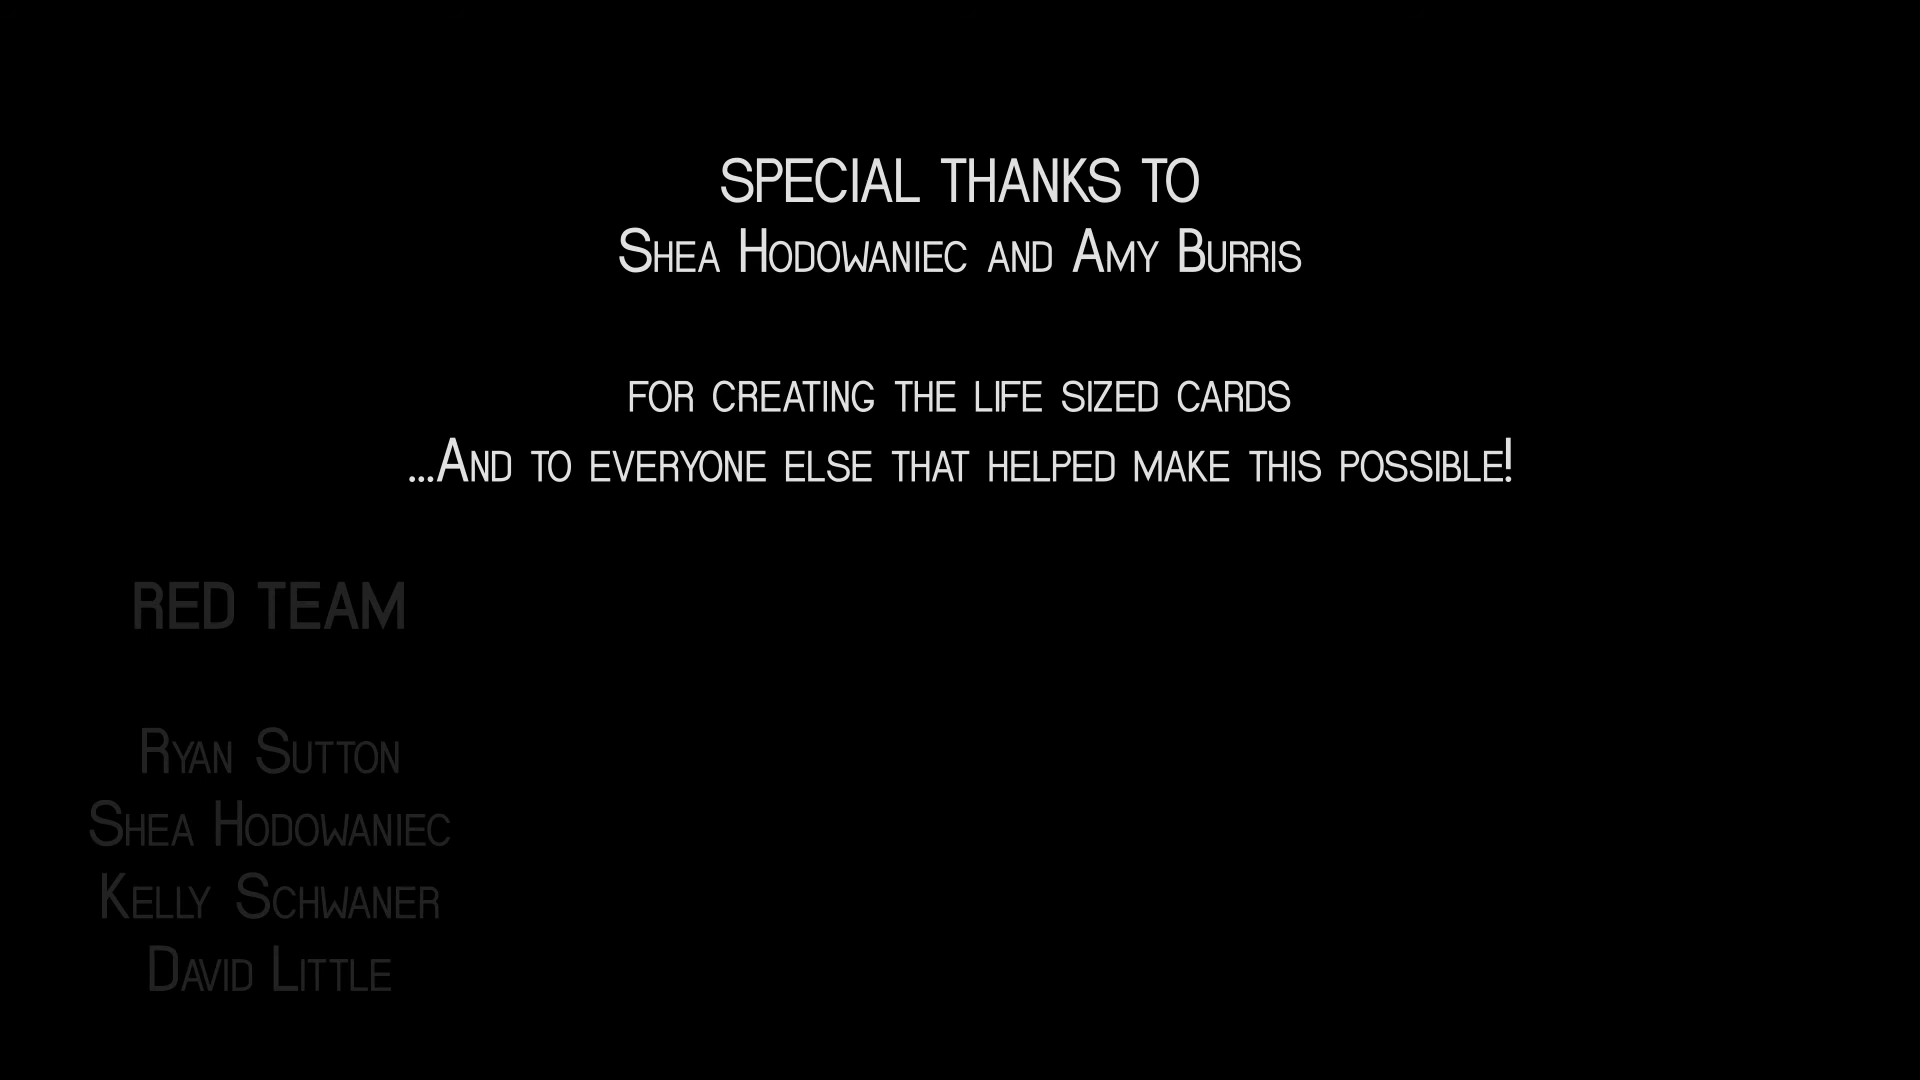 SPECIAL THANKS TO
Shea Hodowaniec and Amy Burris
for creating the life sized cards
...And to everyone else that helped make this possible!
RED TEAM
Ryan Sutton
Shea Hodowaniec
Kelly Schwaner
David Little